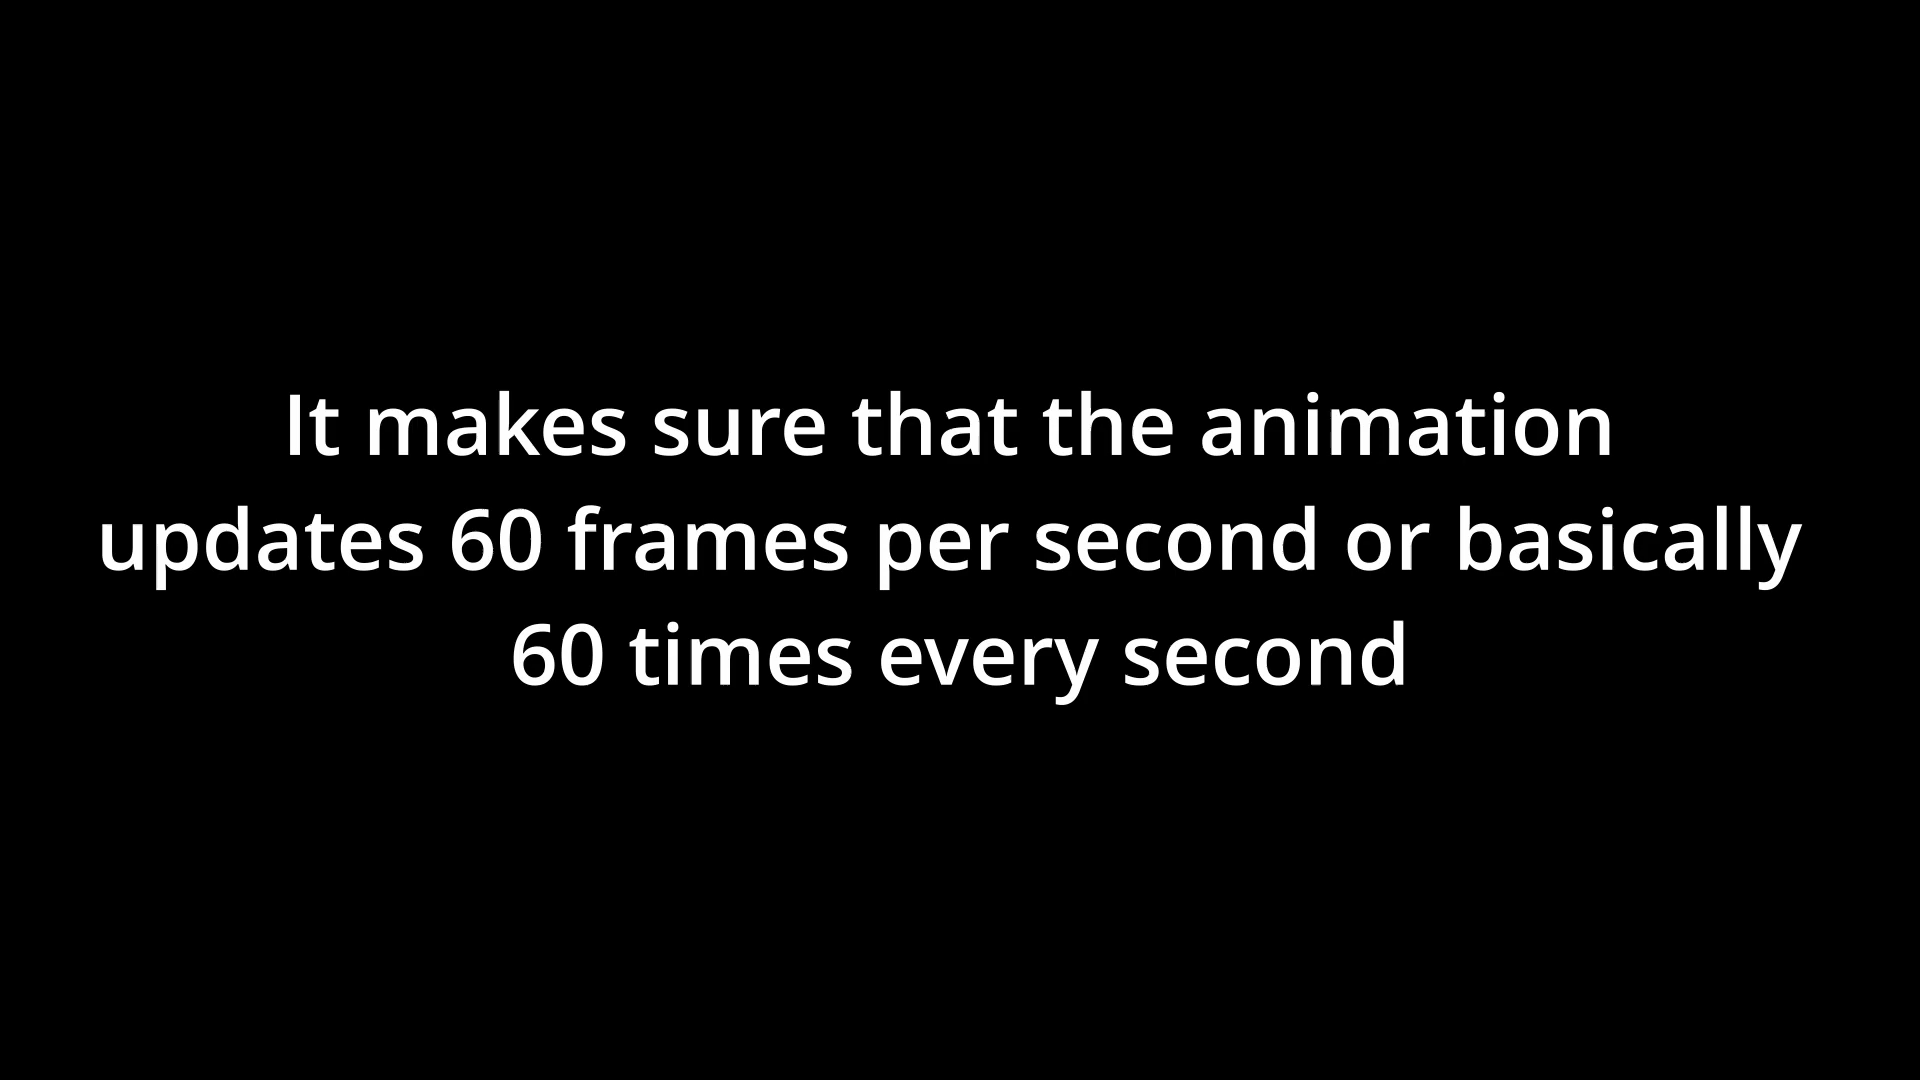 It makes sure that the animation
updates 60 frames per second or basically
60 times every second